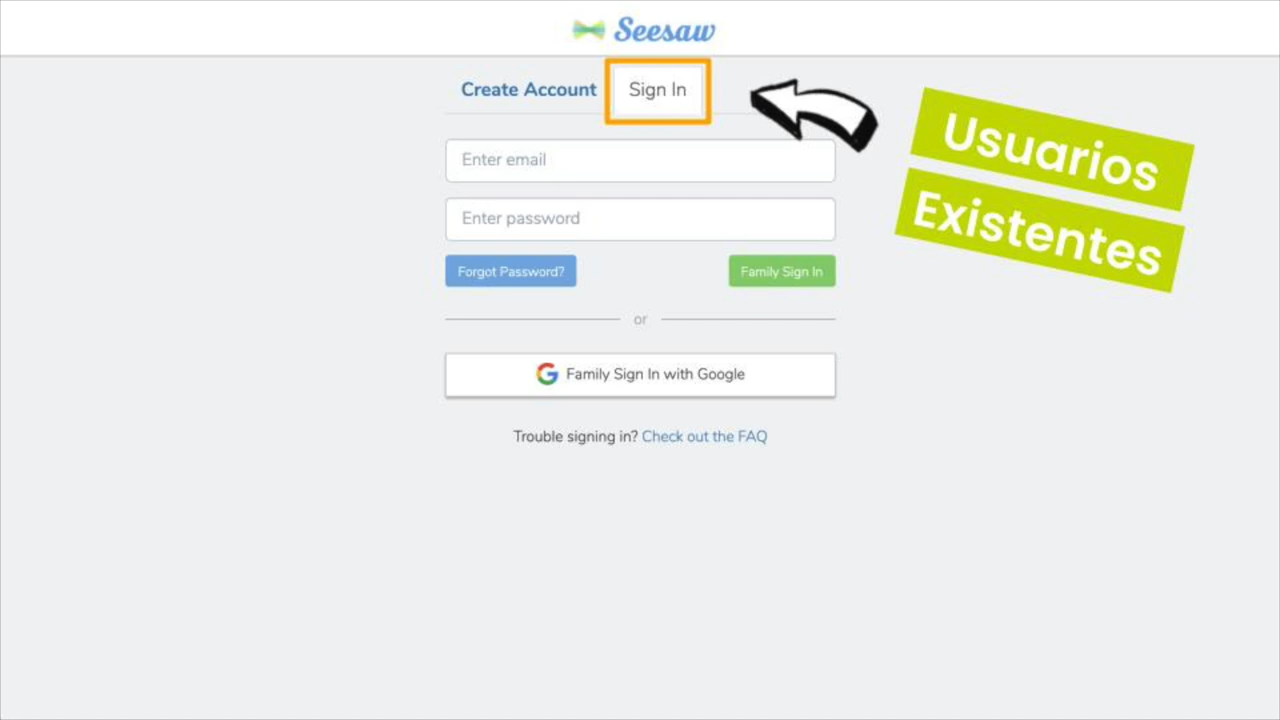 Seesaw
Create Account
Sign In
Usuarios
Existentes
Enter email
Enter password
Forgot Password?
Family Sign In
or
Family Sign In with Google
Trouble signing in? Check out the FAQ